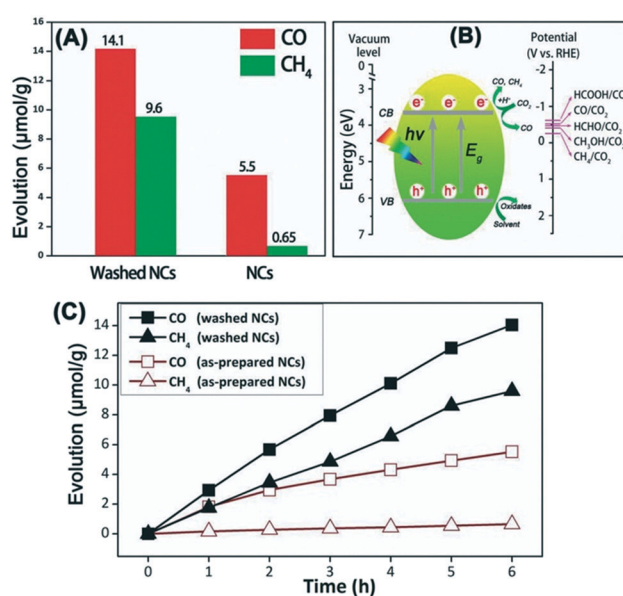 (A)
CO
CH4
Evolution (µmol/g)
16
14
12
10
8
6
4
2
0
14.1
9.6
5.5
0.65
Washed NCs
NCs
(B)
Vacuum
level
Potential
(V vs. RHE)
Energy (eV)
0
3
4
5
6
7
CB
VB
e-
e-
e-
hν
Eg
h+
h+
h+
CO, CH4
+H+
CO2
CO
Oxidates
Solvent
-2
-1
0
1
2
HCOOH/CO
CO/CO2
HCHO/CO2
CH3OH/CO2
CH4/CO2
(C)
CO (washed NCs)
CH4 (washed NCs)
CO (as-prepared NCs)
CH4 (as-prepared NCs)
Evolution (µmol/g)
14
12
10
8
6
4
2
0
0 1 2 3 4 5 6
Time (h)